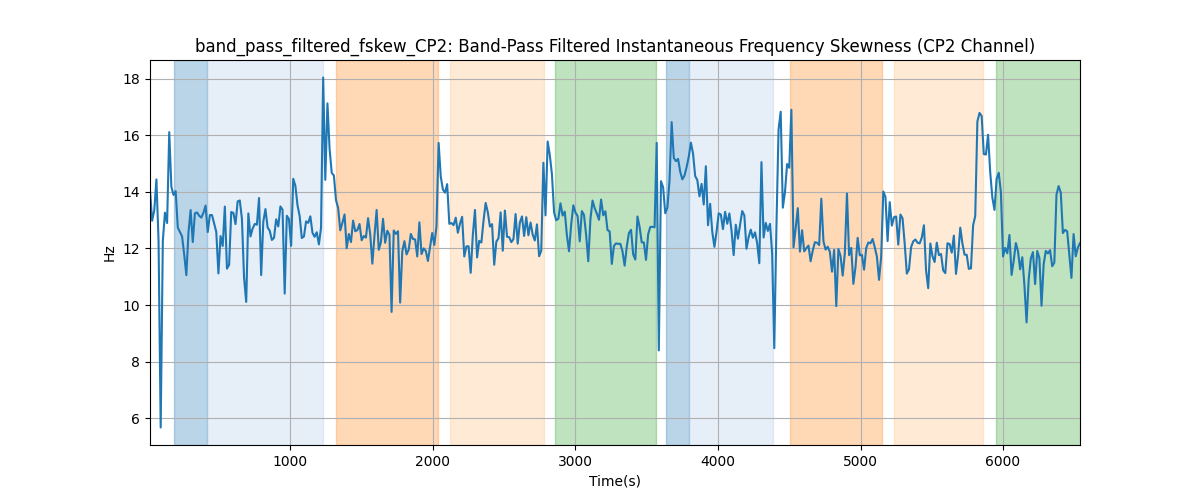 band_pass_filtered_fskew_CP2: Band-Pass Filtered Instantaneous Frequency Skewness (CP2 Channel)
18
16
14
12
10
8
6
Hz
1000 2000 3000 4000 5000 6000
Time(s)